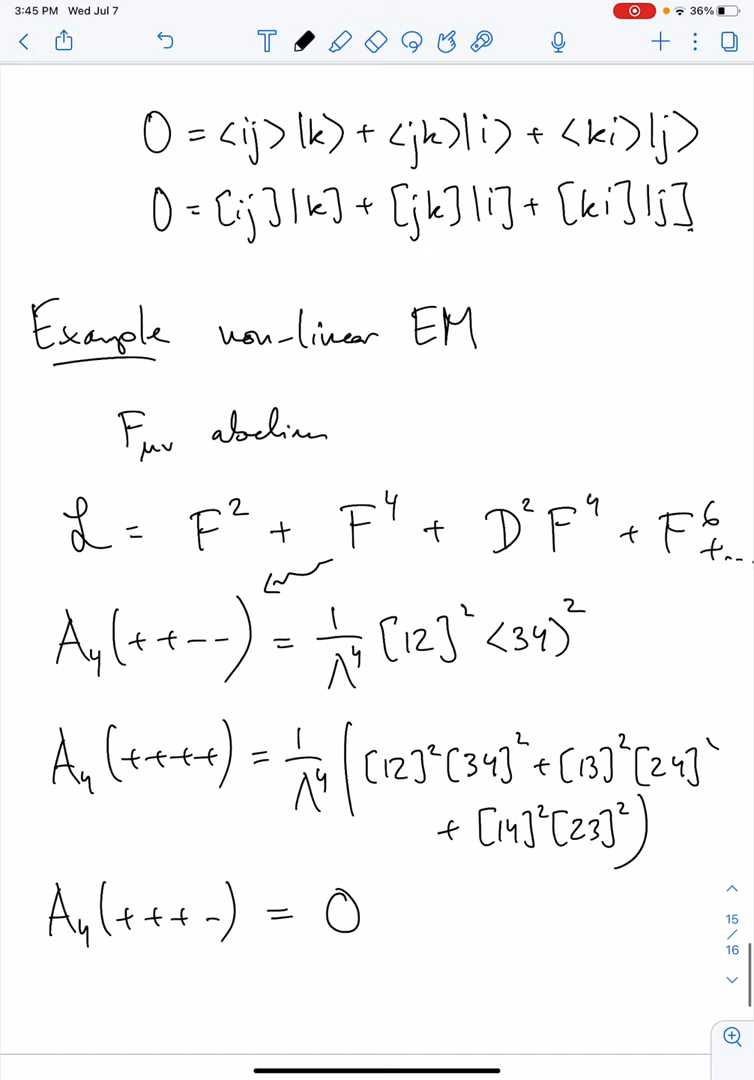 3:45 PM Wed Jul 7
36%
0 = <ij>|k> + <jk>|i> + <ki>|j>
0 = [ij]|k] + [jk]|i] + [ki]|j]
Example non-linear EM
Fμν abelian
ℒ = F² + F⁴ + D²F⁴ + F⁶
+...
A₄(++--) = 1/Λ⁴ [12]² <34>²
A₄(++++) = 1/Λ⁴ ([12]²[34]² + [13]²[24]²
+ [14]²[23]²)
A₄(+++-) = 0
15
/
16